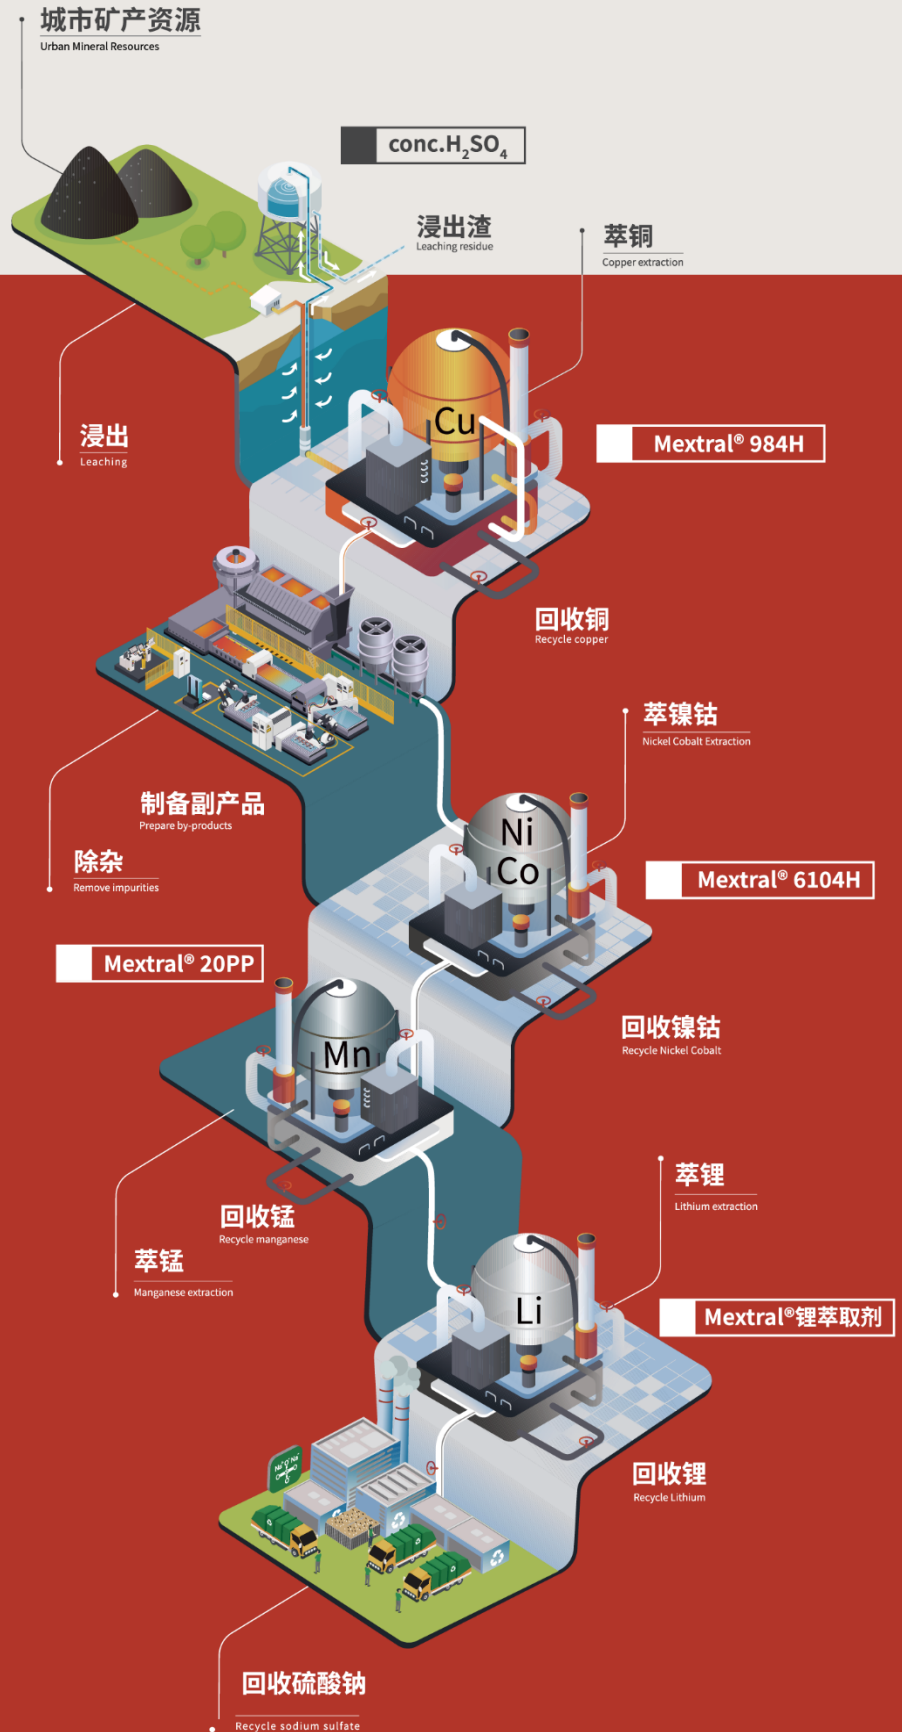 城市矿产资源
Urban Mineral Resources
conc.H₂SO₄
浸出渣
Leaching residue
萃铜
Copper extraction
Cu
浸出
Leaching
Mextral® 984H
回收铜
Recycle copper
萃镍钴
Nickel Cobalt Extraction
制备副产品
Prepare by-products
Ni
Co
除杂
Remove impurities
Mextral® 6104H
Mextral® 20PP
回收镍钴
Recycle Nickel Cobalt
Mn
萃锂
Lithium extraction
回收锰
Recycle manganese
萃锰
Manganese extraction
Li
Mextral®锂萃取剂
回收锂
Recycle Lithium
回收硫酸钠
Recycle sodium sulfate